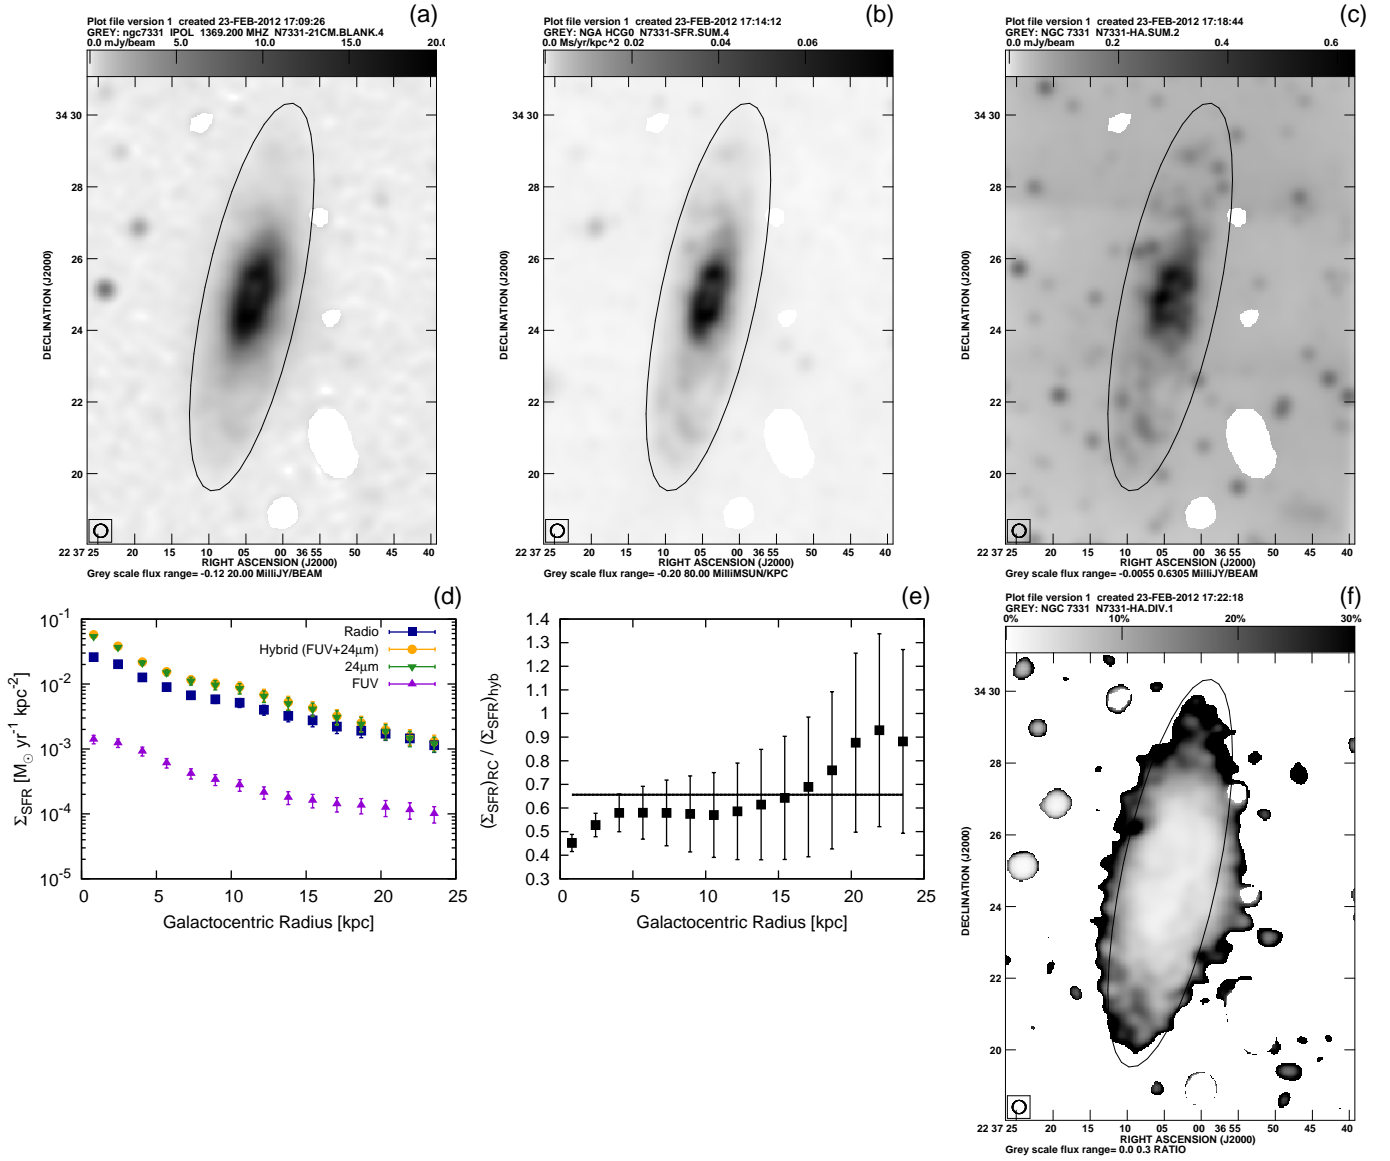 (a)
Plot file version 1 created 23-FEB-2012 17:09:26
GREY: ngc7331 IPOL 1369.200 MHZ N7331-21CM.BLANK.4
0.0 mJy/beam 5.0 10.0 15.0 20.0
34 30
28
26
24
22
20
DECLINATION (J2000)
22 37 25 20 15 10 05 00 36 55 50 45 40
RIGHT ASCENSION (J2000)
Grey scale flux range= -0.12 20.00 MilliJY/BEAM
(b)
Plot file version 1 created 23-FEB-2012 17:14:12
GREY: NGA HCG0 N7331-SFR.SUM.4
0.0 Ms/yr/kpc^2 0.02 0.04 0.06
34 30
28
26
24
22
20
DECLINATION (J2000)
22 37 25 20 15 10 05 00 36 55 50 45 40
RIGHT ASCENSION (J2000)
Grey scale flux range= -0.20 80.00 MilliMSUN/KPC
(c)
Plot file version 1 created 23-FEB-2012 17:18:44
GREY: NGC 7331 N7331-HA.SUM.2
0.0 mJy/beam 0.2 0.4 0.6
34 30
28
26
24
22
20
DECLINATION (J2000)
22 37 25 20 15 10 05 00 36 55 50 45 40
RIGHT ASCENSION (J2000)
Grey scale flux range= -0.0055 0.6305 MilliJY/BEAM
(d)
10^-1
10^-2
10^-3
10^-4
10^-5
Σ_SFR [M_⊙ yr^-1 kpc^-2]
Radio
Hybrid (FUV+24μm)
24μm
FUV
0 5 10 15 20 25
Galactocentric Radius [kpc]
(e)
1.4
1.3
1.2
1.1
1
0.9
0.8
0.7
0.6
0.5
0.4
0.3
(Σ_SFR)_RC / (Σ_SFR)_hyb
0 5 10 15 20 25
Galactocentric Radius [kpc]
(f)
Plot file version 1 created 23-FEB-2012 17:22:18
GREY: NGC 7331 N7331-HA.DIV.1
0% 10% 20% 30%
34 30
28
26
24
22
20
DECLINATION (J2000)
22 37 25 20 15 10 05 00 36 55 50 45 40
RIGHT ASCENSION (J2000)
Grey scale flux range= 0.0 0.3 RATIO